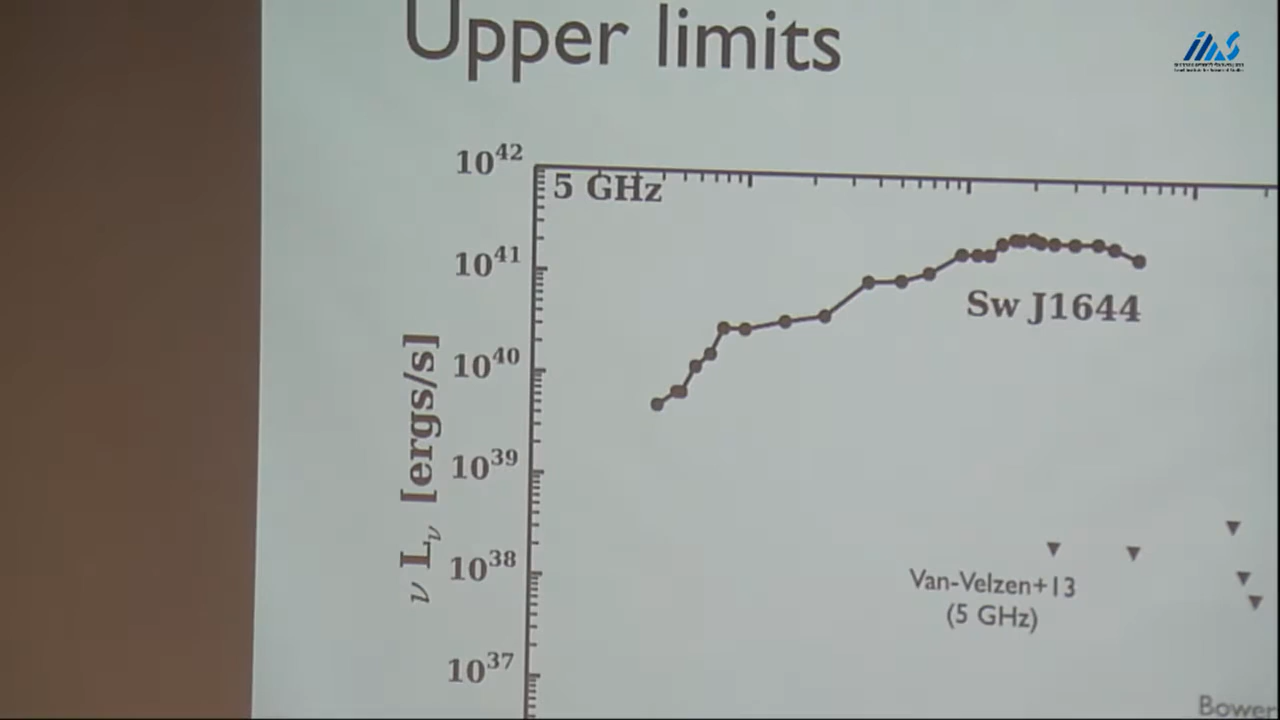 Upper limits
10^42
5 GHz
10^41
Sw J1644
10^40
ν L_ν [ergs/s]
10^39
10^38
Van-Velzen+13
(5 GHz)
10^37
Bower